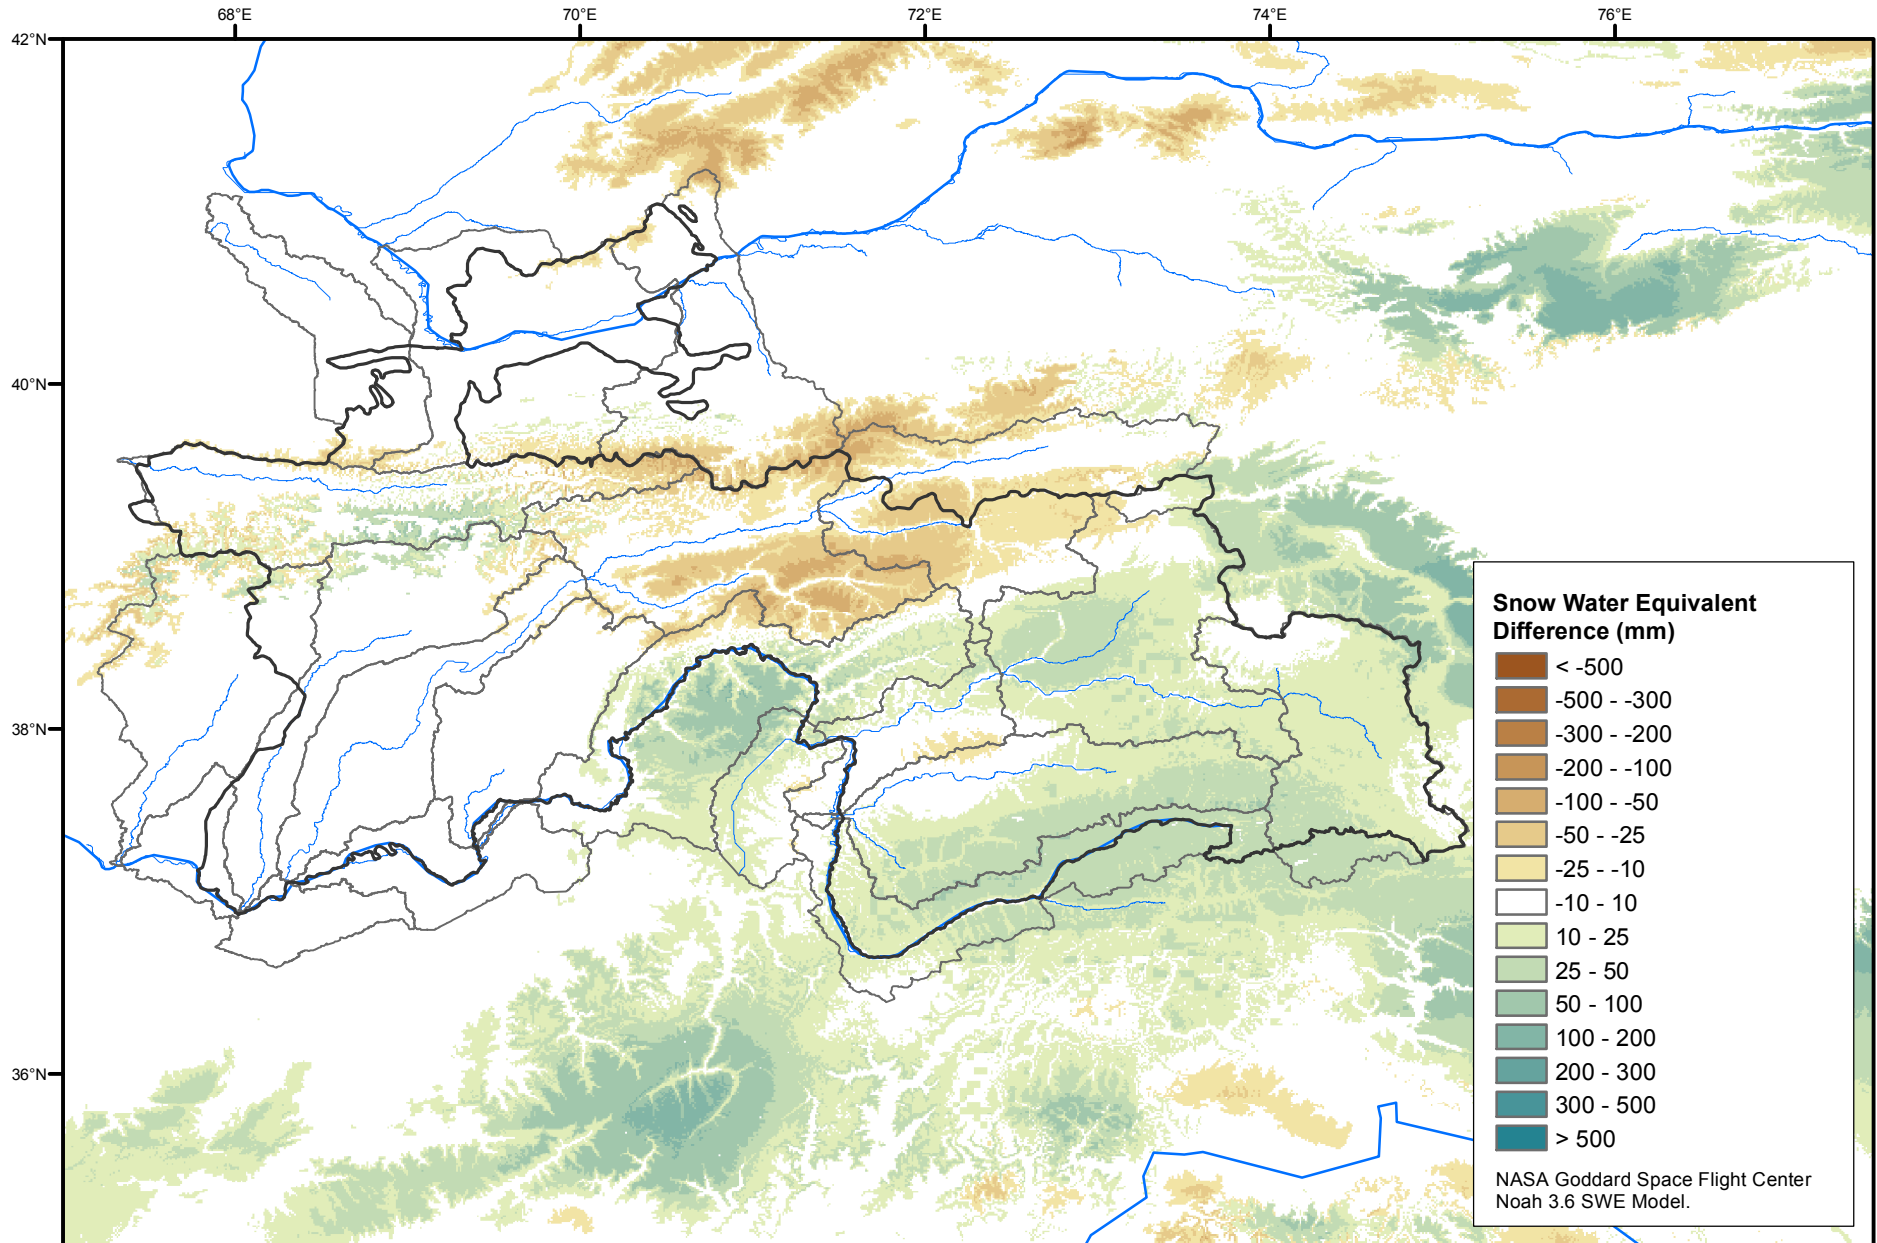 68°E
70°E
72°E
74°E
76°E
42°N
40°N
38°N
36°N
Snow Water Equivalent
Difference (mm)
< -500
-500 - -300
-300 - -200
-200 - -100
-100 - -50
-50 - -25
-25 - -10
-10 - 10
10 - 25
25 - 50
50 - 100
100 - 200
200 - 300
300 - 500
> 500
NASA Goddard Space Flight Center
Noah 3.6 SWE Model.